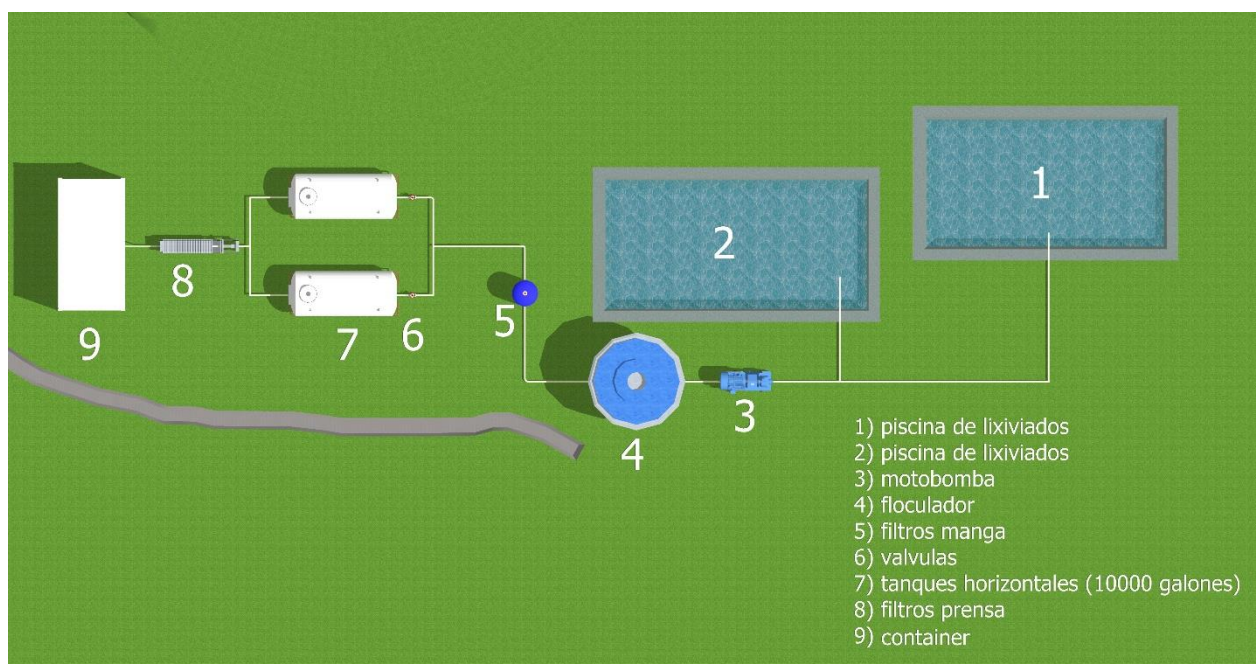 1
2
3
4
5
6
7
8
9
1) piscina de lixiviados
2) piscina de lixiviados
3) motobomba
4) floculador
5) filtros manga
6) valvulas
7) tanques horizontales (10000 galones)
8) filtros prensa
9) container